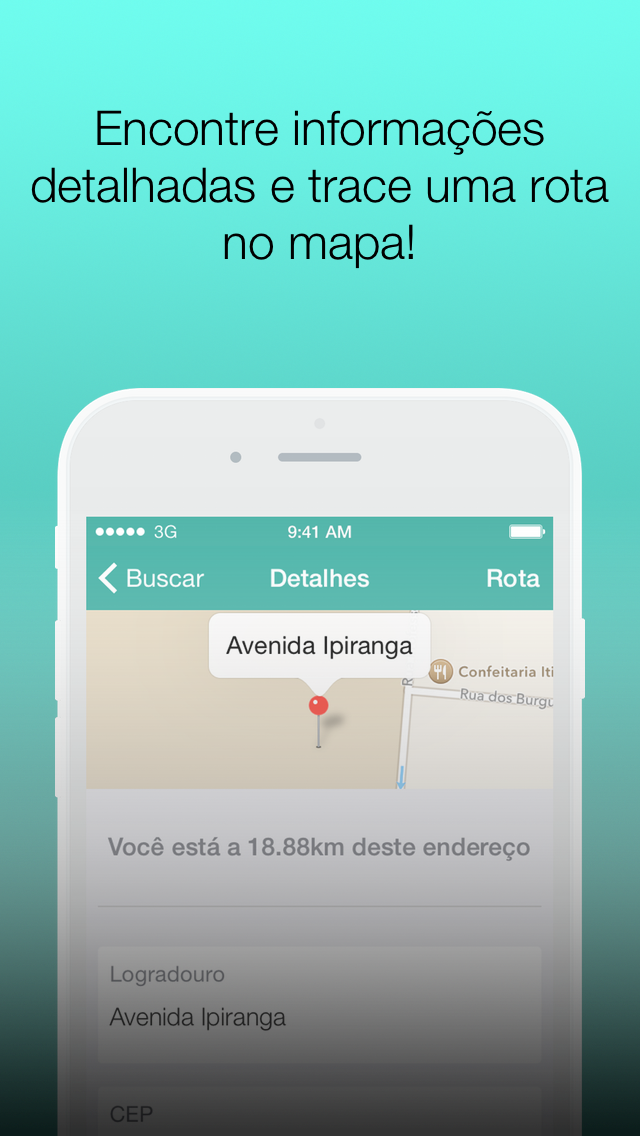 Encontre informações
detalhadas e trace uma rota
no mapa!
3G
9:41 AM
Buscar
Detalhes
Rota
Avenida Ipiranga
Confeitaria Iti
Rua dos Burgu
R
Você está a 18.88km deste endereço
Logradouro
Avenida Ipiranga
CEP